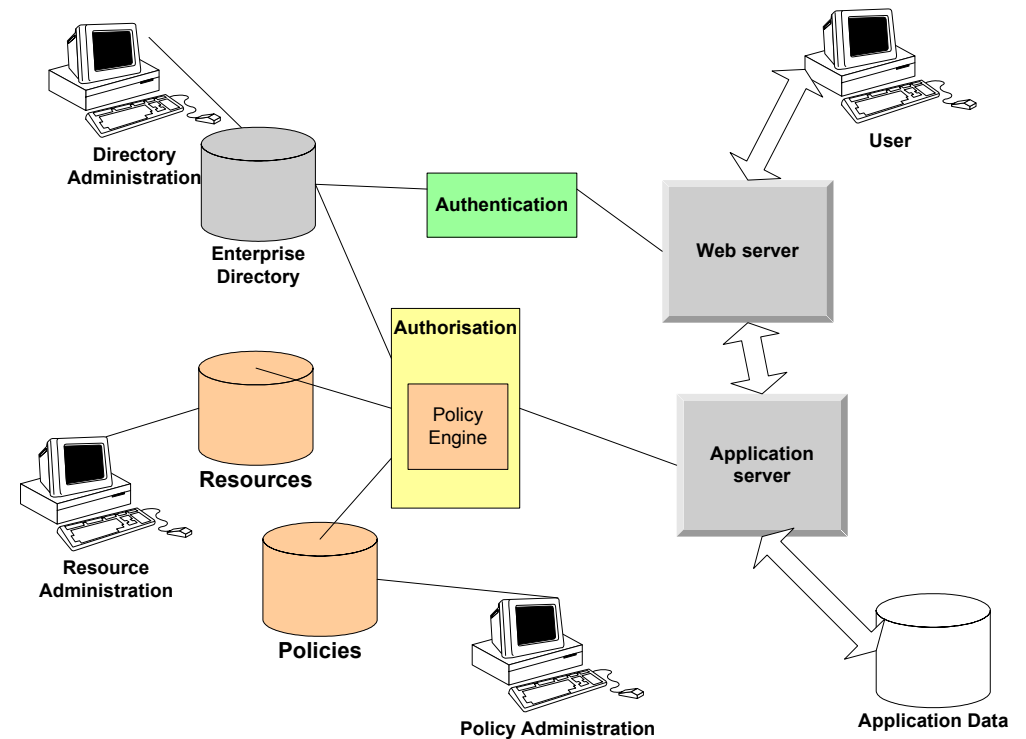 User
Directory
Administration
Authentication
Web server
Enterprise
Directory
Authorisation
Policy
Engine
Application
server
Resources
Resource
Administration
Policies
Policy Administration
Application Data